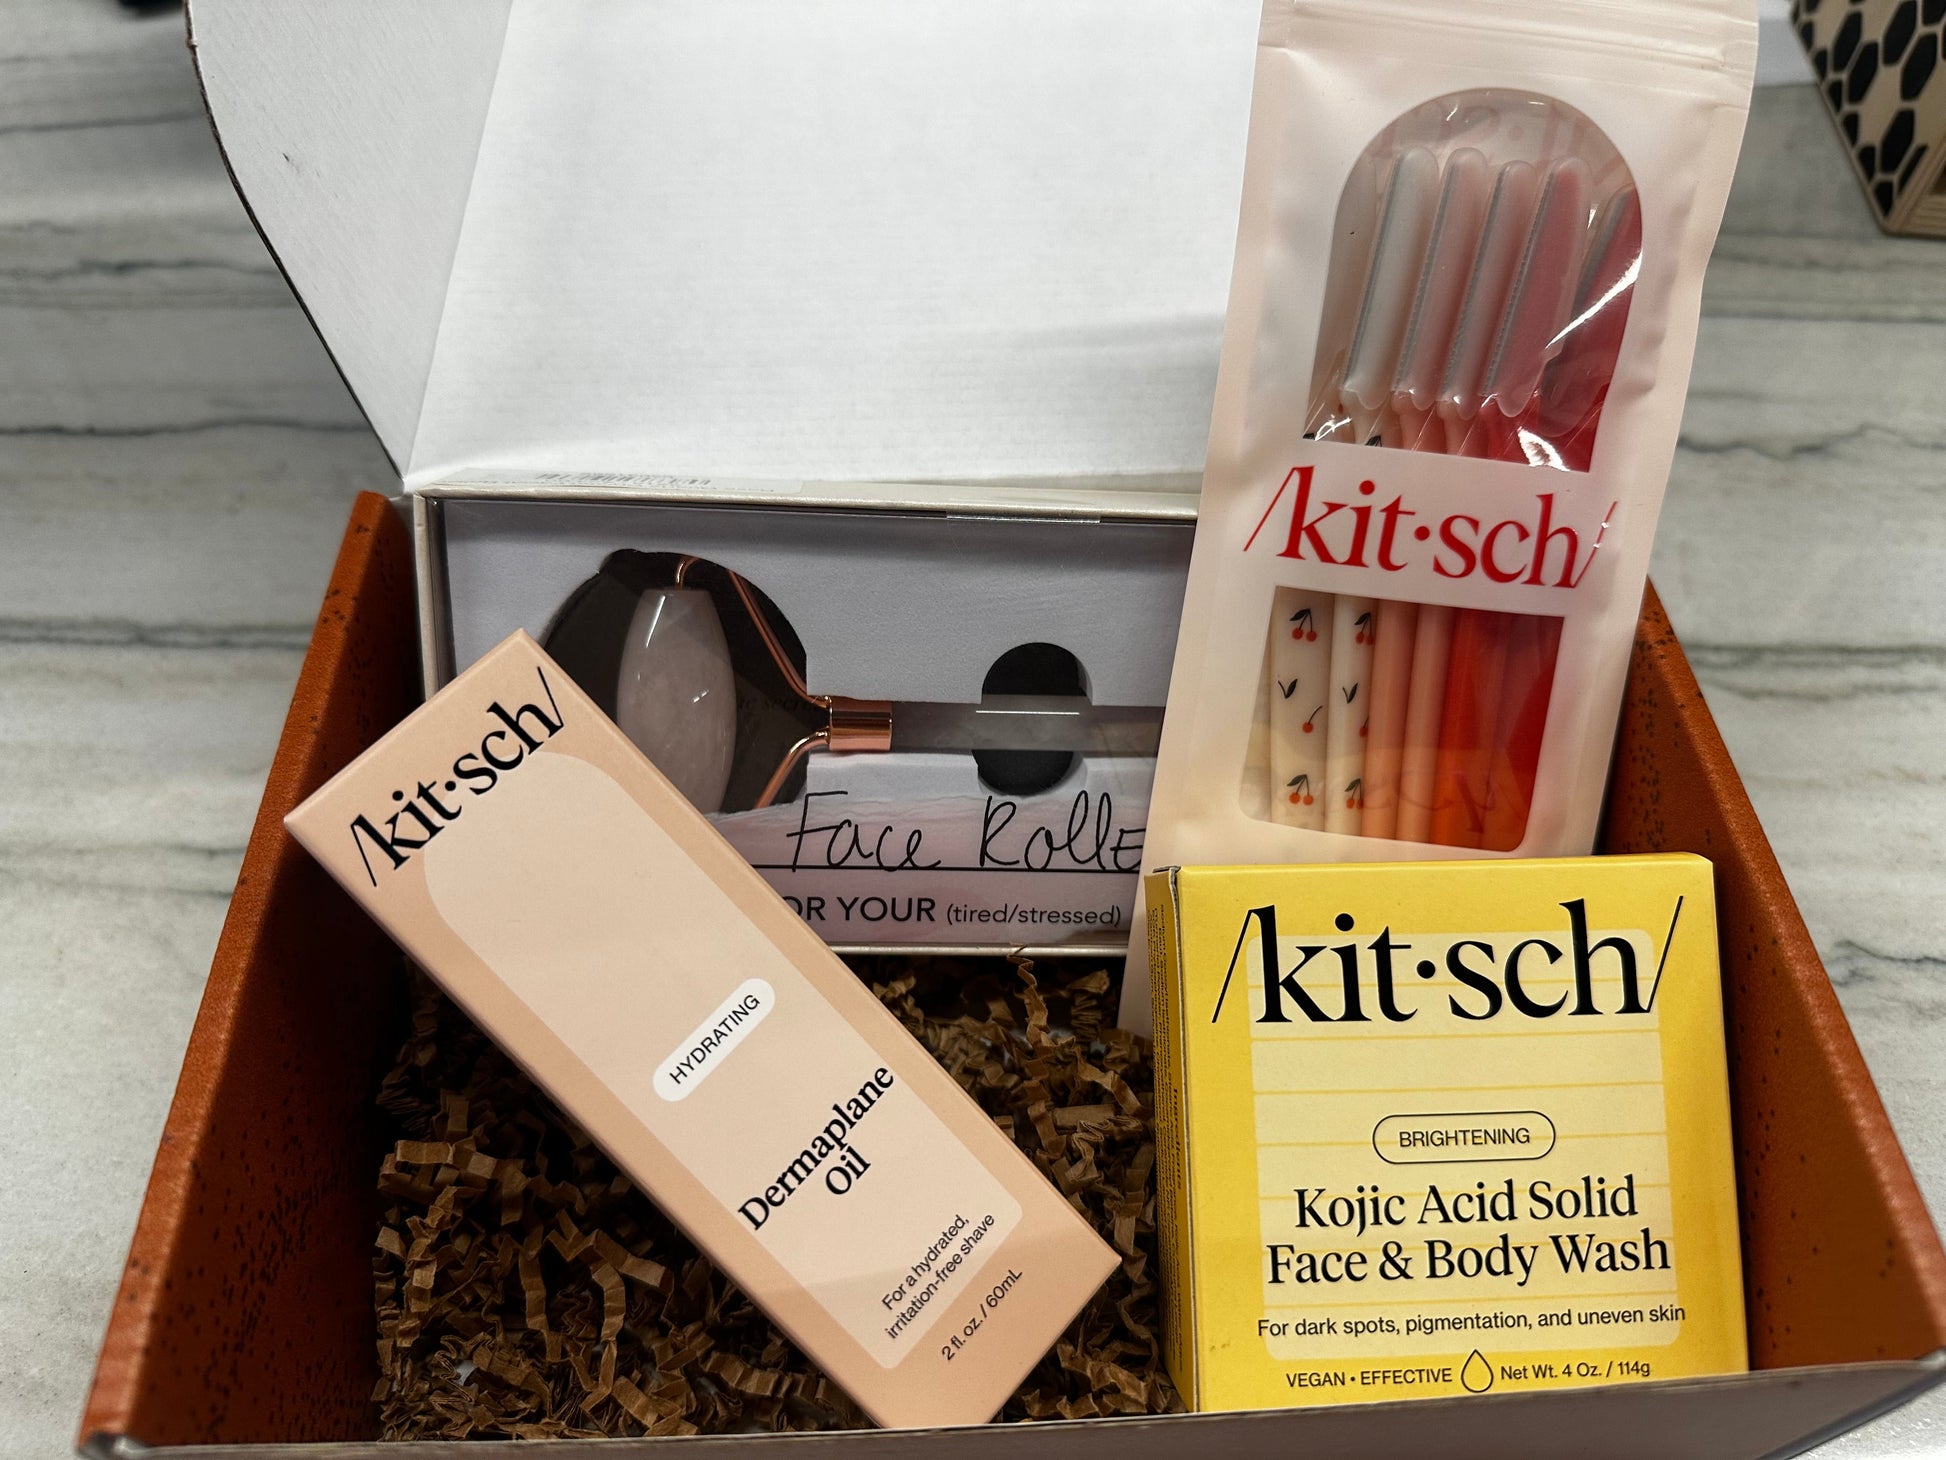 /kit·sch/
Face Rolle
OR YOUR (tired/stressed)
/kit·sch/
HYDRATING
Dermaplane
Oil
For a hydrated,
irritation-free shave
2 fl. oz. / 60mL
/kit·sch/
BRIGHTENING
Kojic Acid Solid
Face & Body Wash
For dark spots, pigmentation, and uneven skin
VEGAN • EFFECTIVE Net Wt. 4 Oz. / 114g